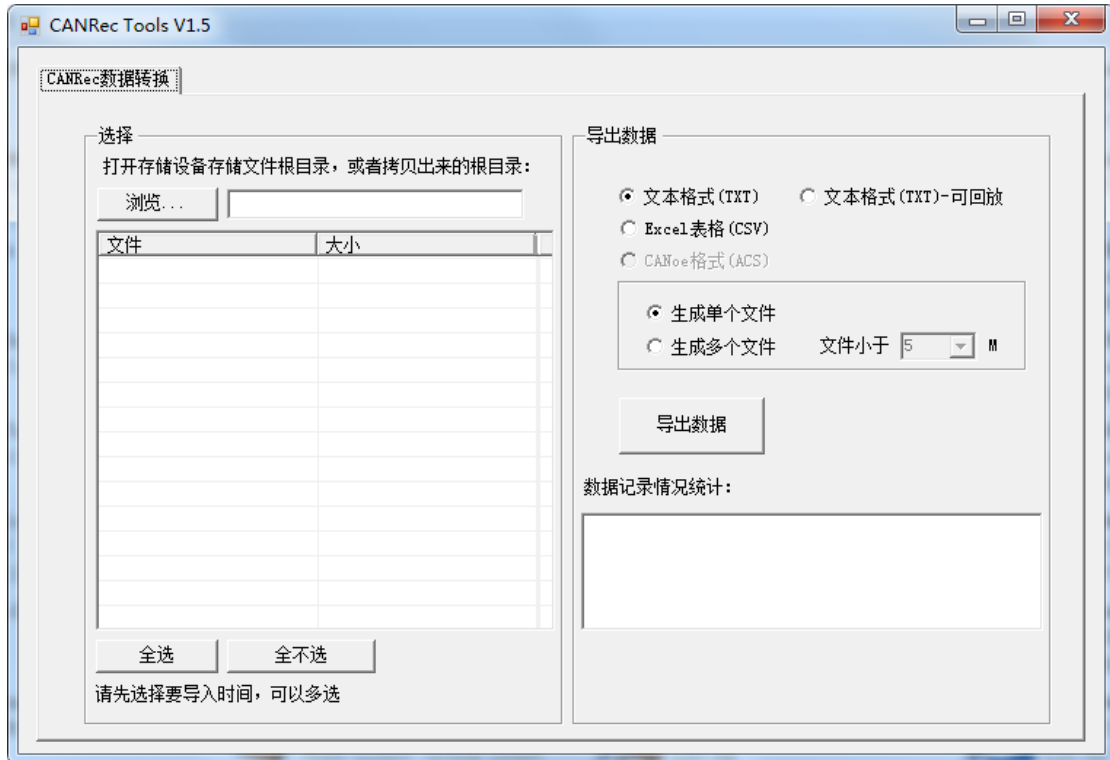 CANRec Tools V1.5
CANRec数据转换
选择
打开存储设备存储文件根目录，或者拷贝出来的根目录：
浏览...
文件 大小
全选 全不选
请先选择要导入时间，可以多选
导出数据
文本格式(TXT) 文本格式(TXT)-可回放
Excel表格(CSV)
CANoe格式(ACS)
生成单个文件
生成多个文件 文件小于 5 M
导出数据
数据记录情况统计：